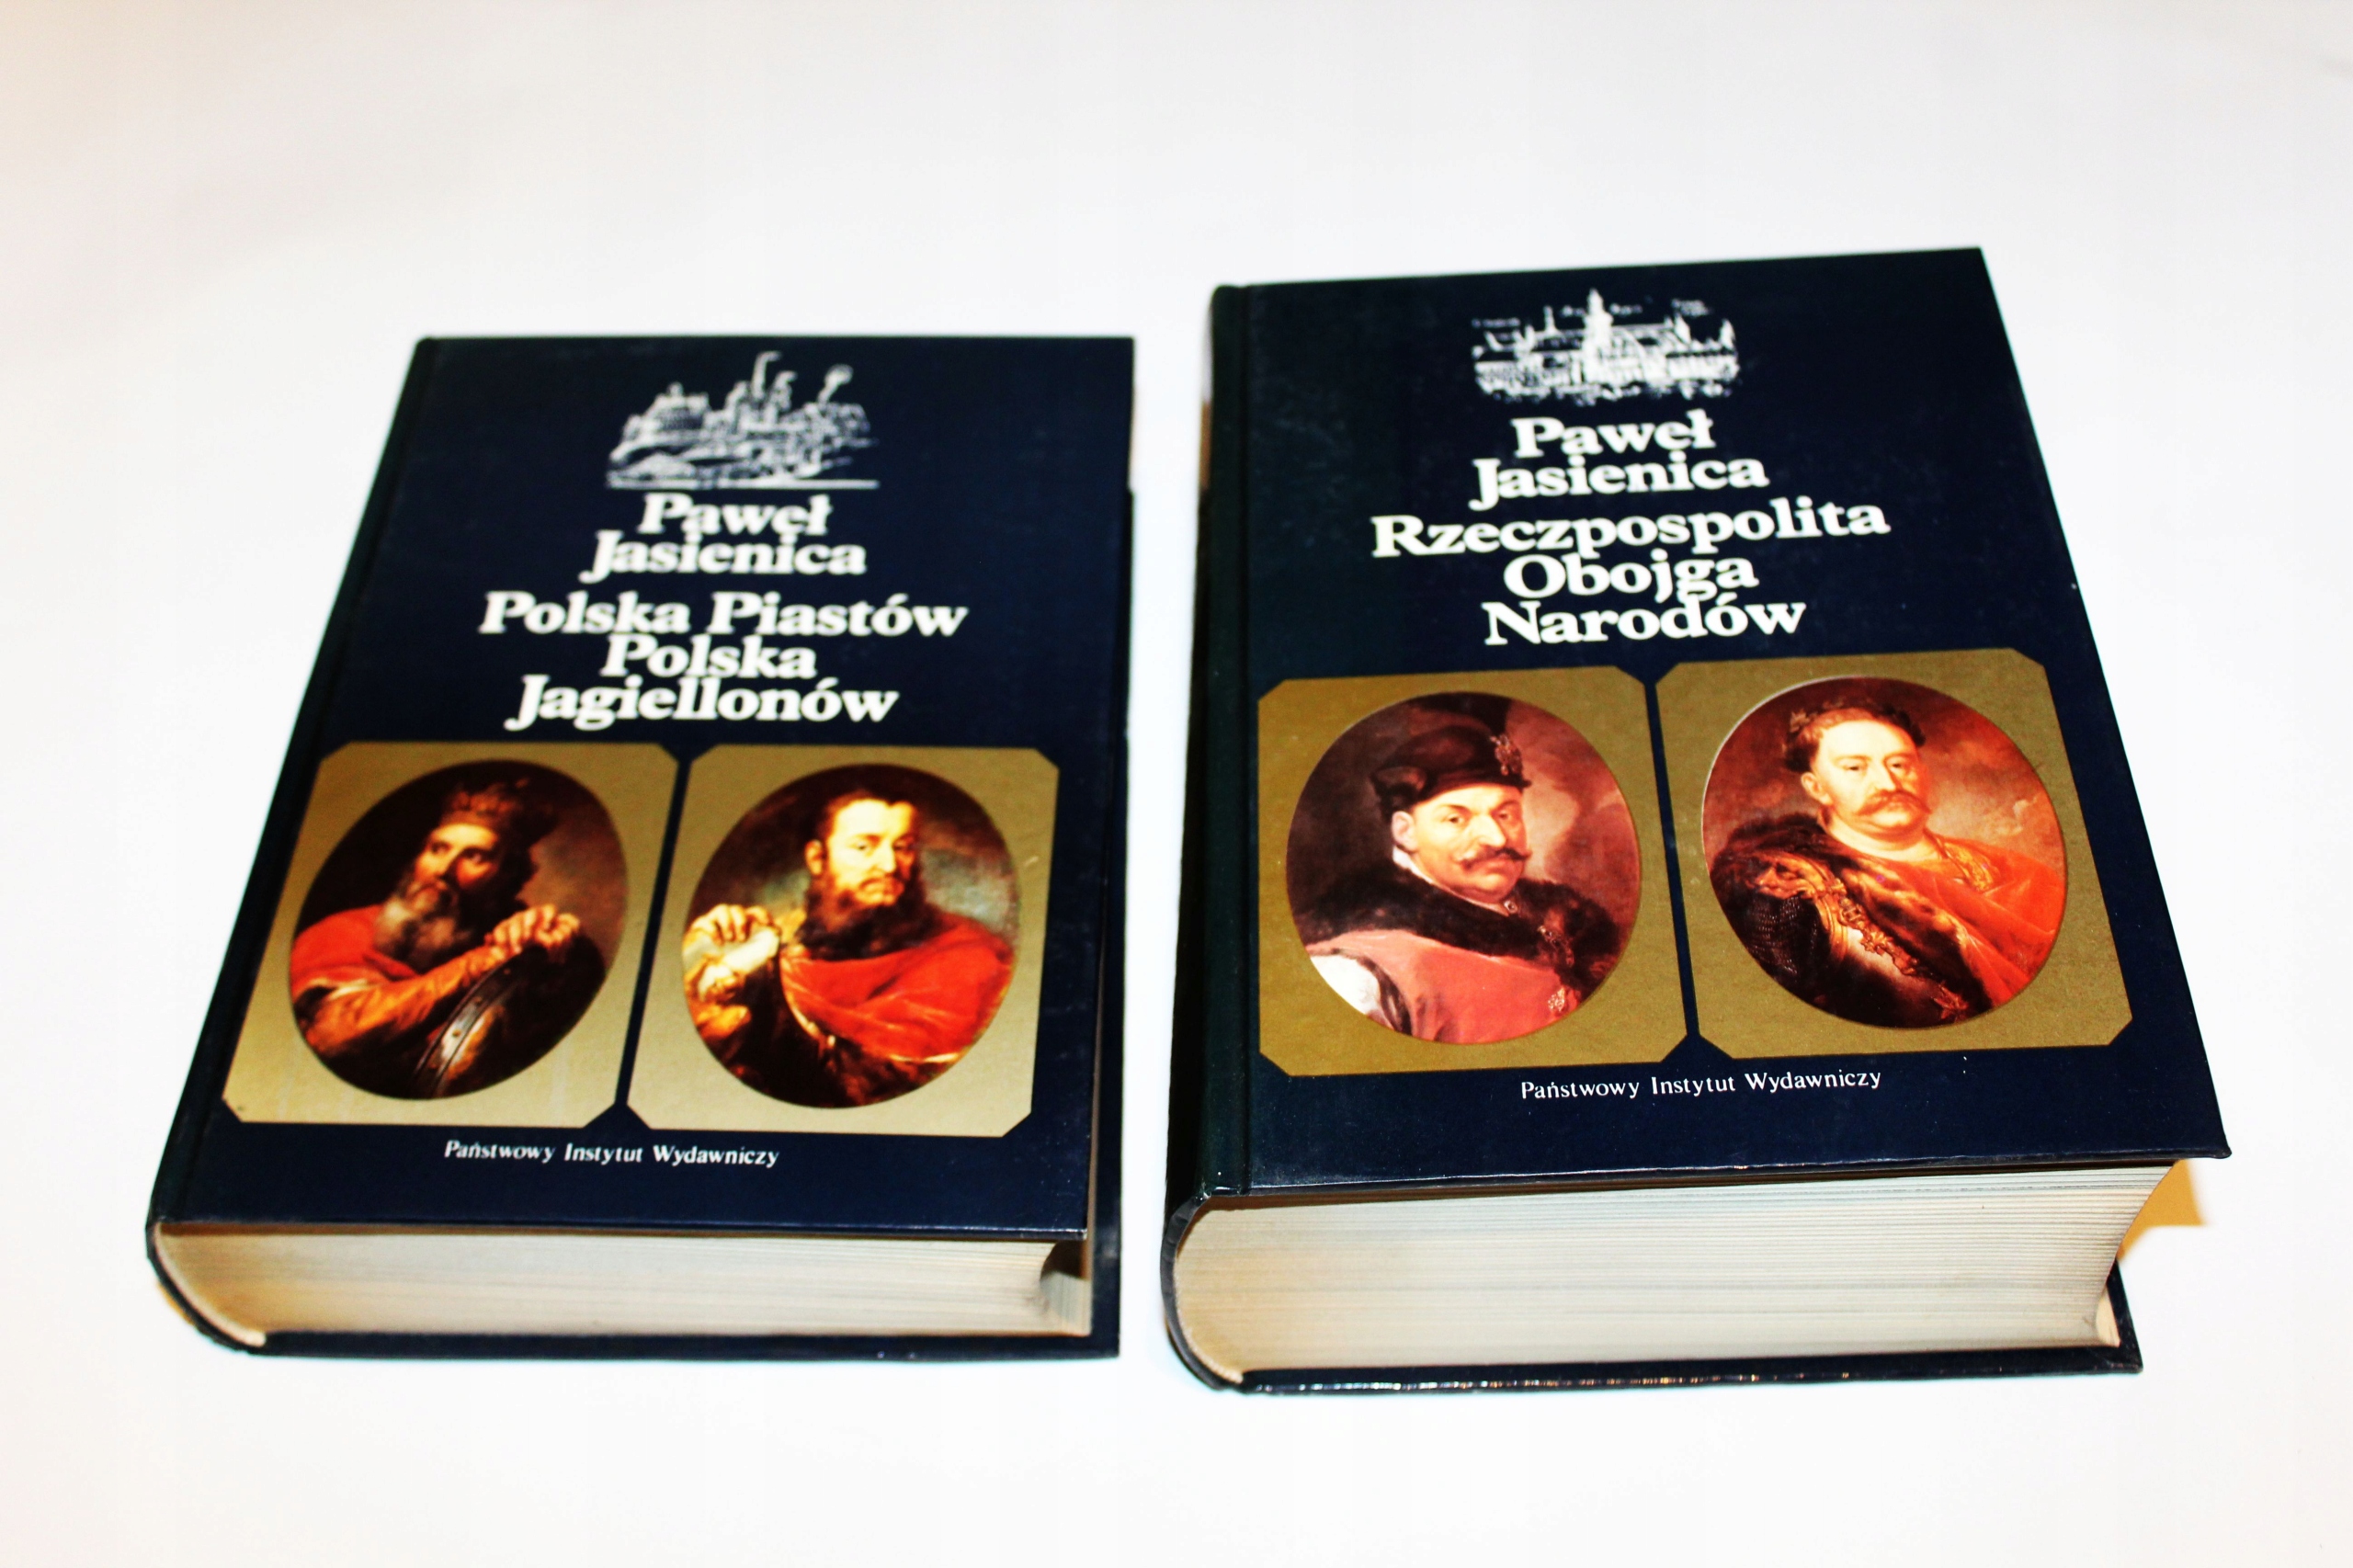 Paweł
Jasienica
Polska Piastów
Polska
Jagiellonów
Państwowy Instytut Wydawniczy
Paweł
Jasienica
Rzeczpospolita
Obojga
Narodów
Państwowy Instytut Wydawniczy